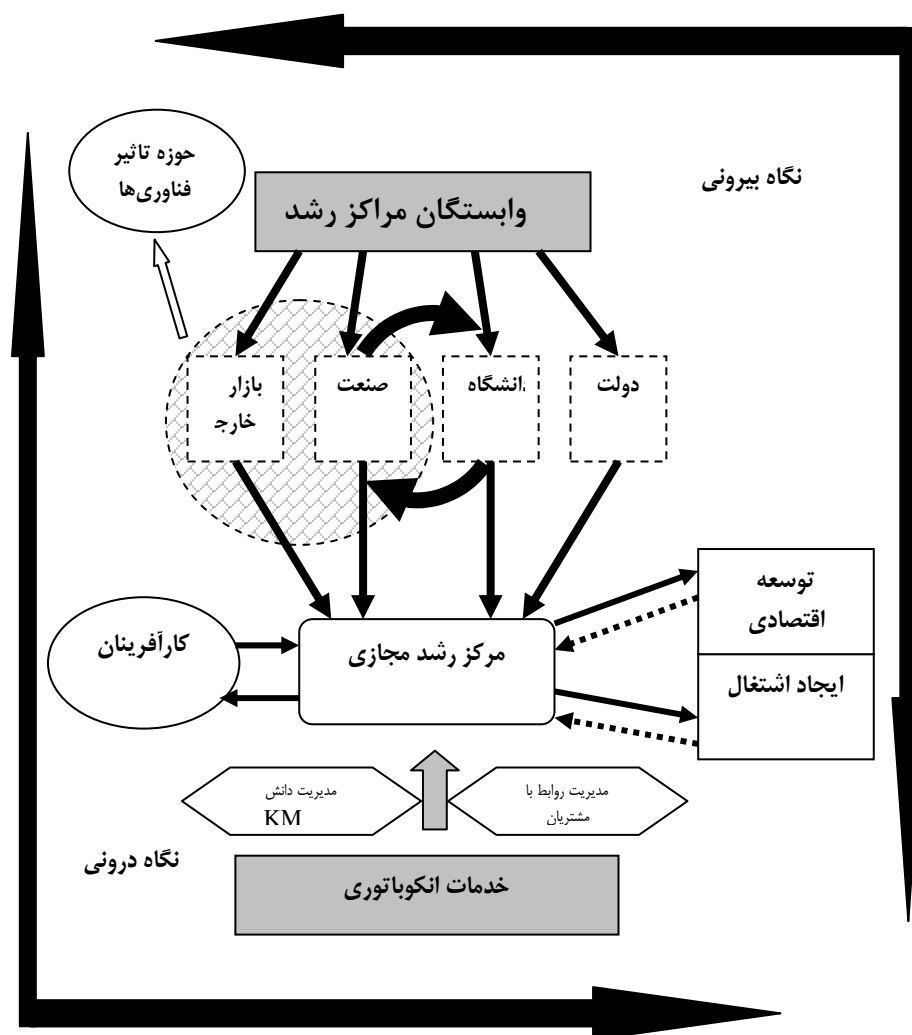 حوزه تاثیر
فناوری‌ها
نگاه بیرونی
وابستگان مراکز رشد
دولت
انشگاه
صنعت
بازار
خارج
توسعه
اقتصادی
ایجاد اشتغال
مرکز رشد مجازی
کارآفرینان
مدیریت روابط با
مشتریان
مدیریت دانش
KM
نگاه درونی
خدمات انکوباتوری